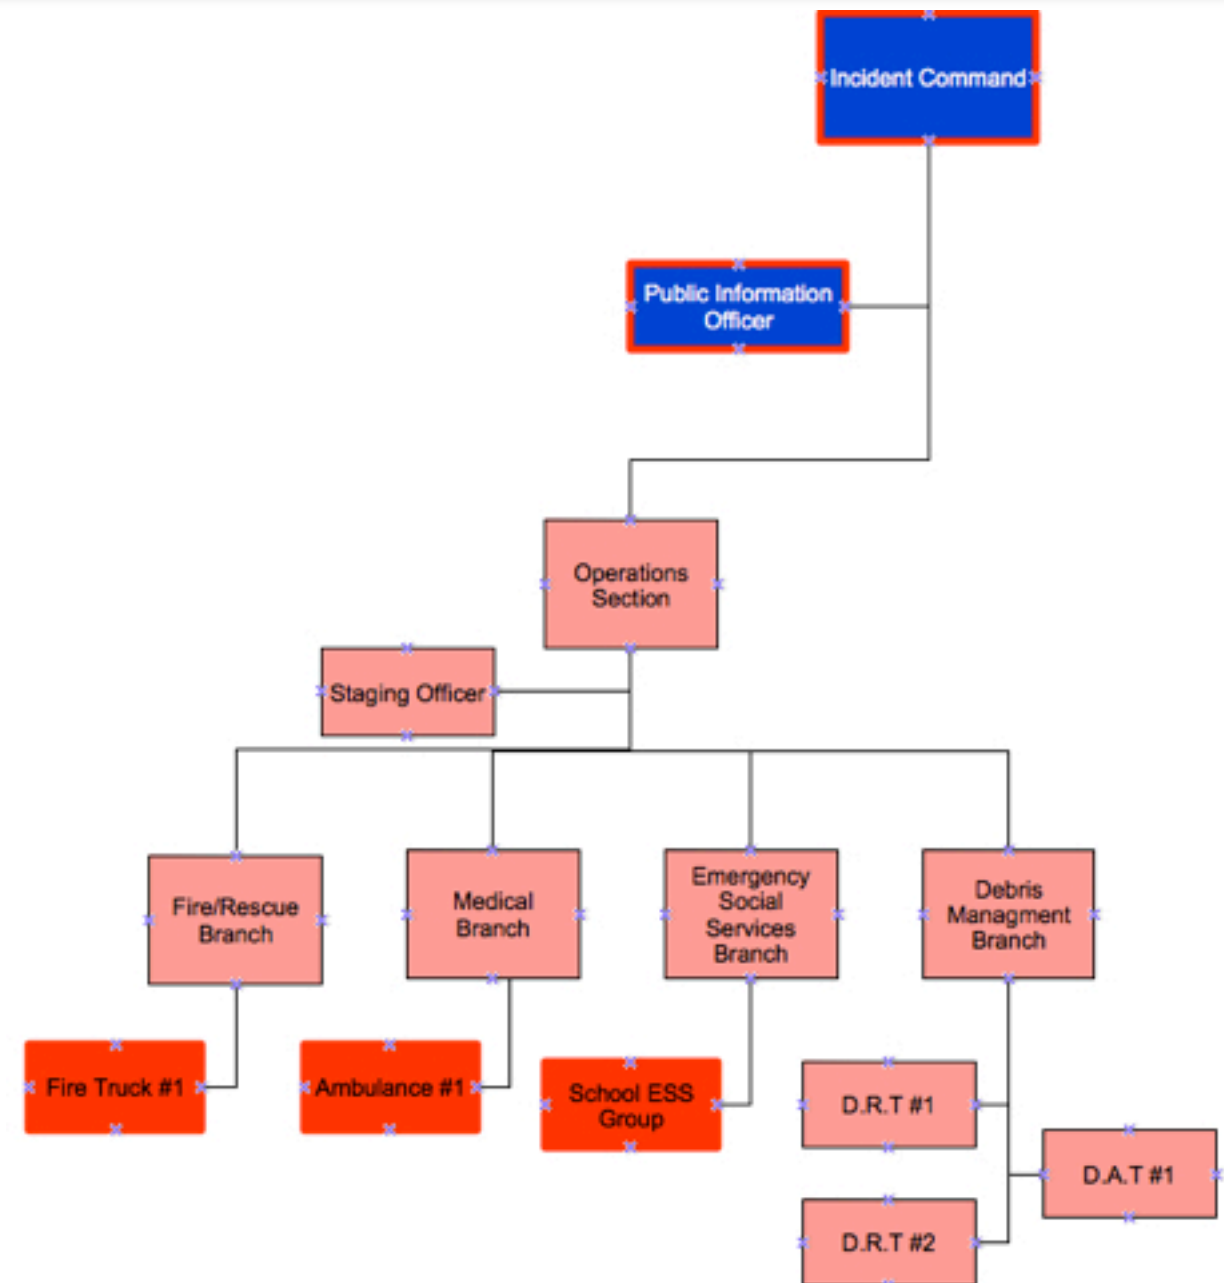 Incident Command
Public Information
Officer
Operations
Section
Staging Officer
Fire/Rescue
Branch
Medical
Branch
Emergency
Social
Services
Branch
Debris
Managment
Branch
Fire Truck #1
Ambulance #1
School ESS
Group
D.R.T #1
D.A.T #1
D.R.T #2